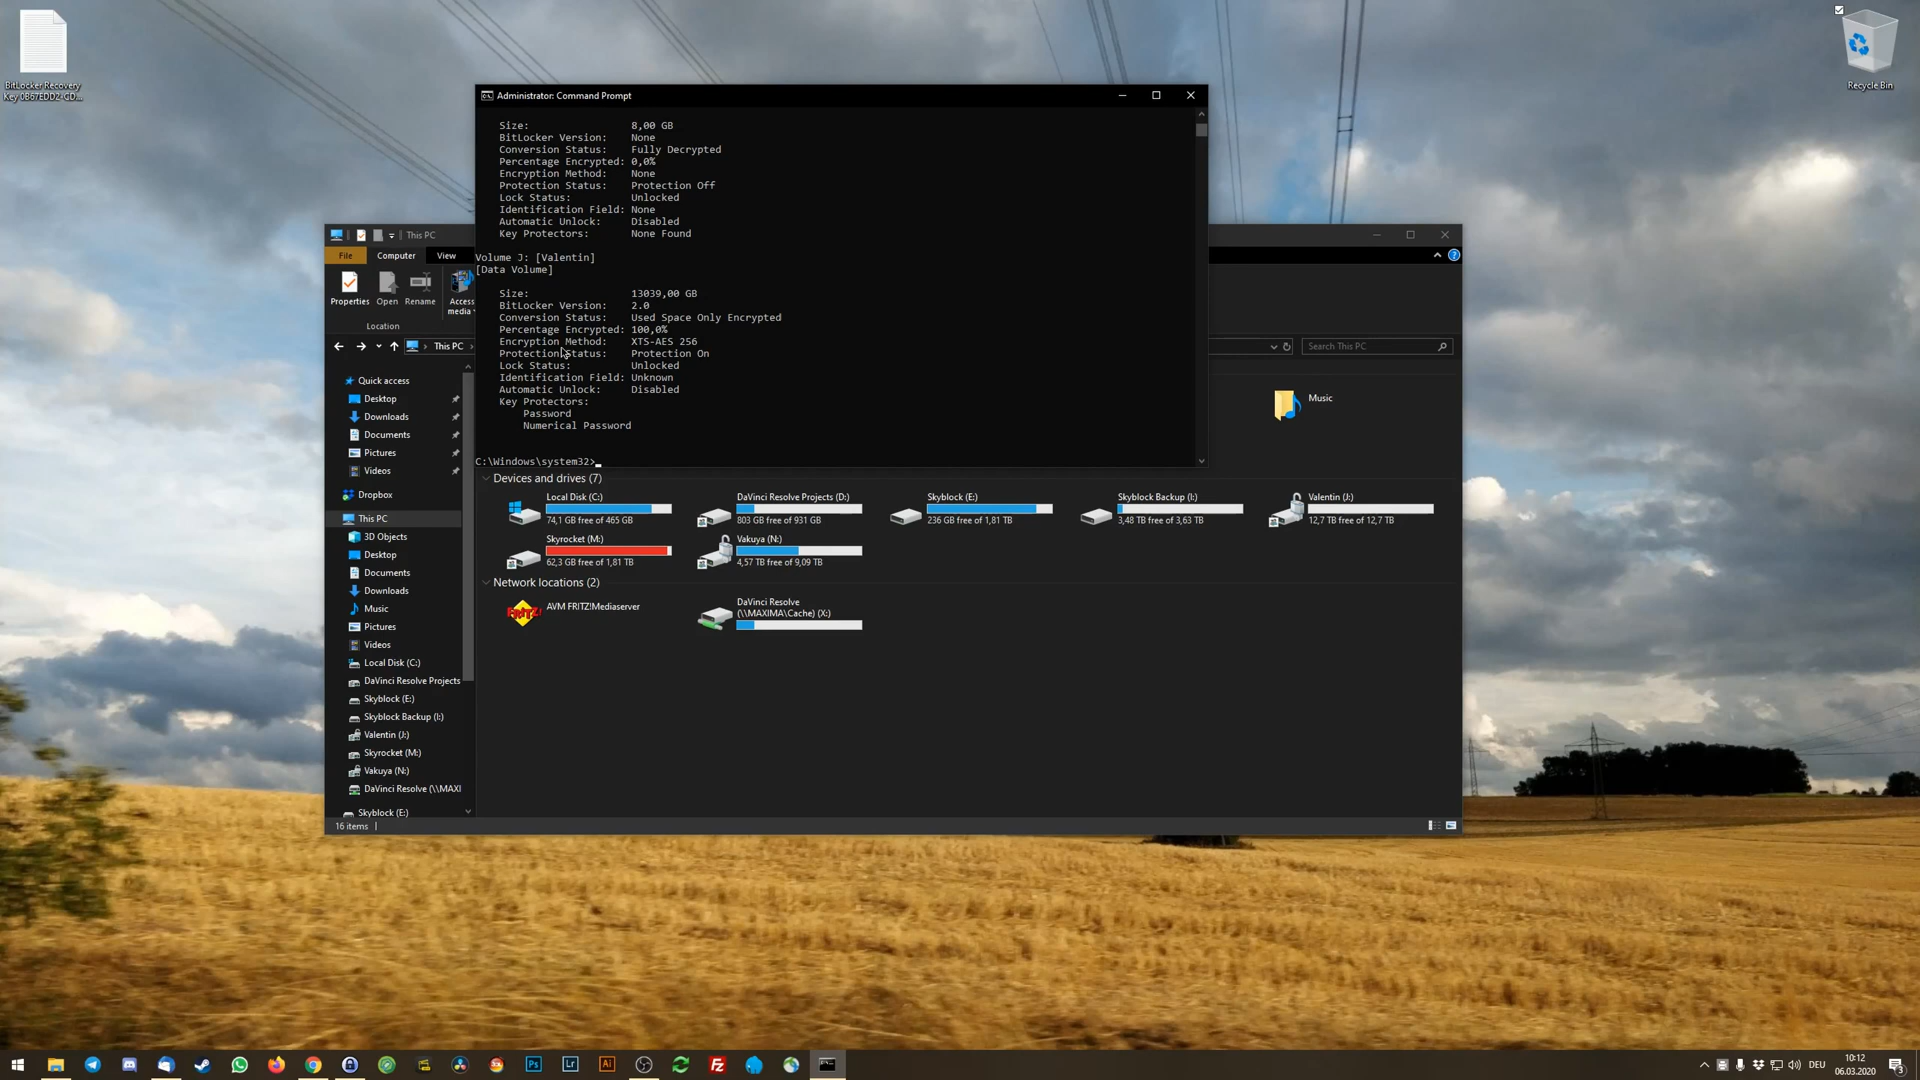 BitLocker Recovery
Key 0B67EDD2-CD...
Recycle Bin
Administrator: Command Prompt
Size: 8,00 GB
BitLocker Version: None
Conversion Status: Fully Decrypted
Percentage Encrypted: 0,0%
Encryption Method: None
Protection Status: Protection Off
Lock Status: Unlocked
Identification Field: None
Automatic Unlock: Disabled
Key Protectors: None Found
Volume J: [Valentin]
[Data Volume]
Size: 13039,00 GB
BitLocker Version: 2.0
Conversion Status: Used Space Only Encrypted
Percentage Encrypted: 100,0%
Encryption Method: XTS-AES 256
Protection Status: Protection On
Lock Status: Unlocked
Identification Field: Unknown
Automatic Unlock: Disabled
Key Protectors:
Password
Numerical Password
C:\Windows\system32>
This PC
File
Computer
View
Properties
Open
Rename
Access
media
Location
This PC
Search This PC
Quick access
Desktop
Downloads
Documents
Pictures
Videos
Dropbox
This PC
3D Objects
Desktop
Documents
Downloads
Music
Pictures
Videos
Local Disk (C:)
DaVinci Resolve Projects
Skyblock (E:)
Skyblock Backup (I:)
Valentin (J:)
Skyrocket (M:)
Vakuya (N:)
DaVinci Resolve (\\MAXI
Skyblock (E:)
16 items
Music
Devices and drives (7)
Local Disk (C:)
74,1 GB free of 465 GB
DaVinci Resolve Projects (D:)
803 GB free of 931 GB
Skyblock (E:)
236 GB free of 1,81 TB
Skyblock Backup (I:)
3,48 TB free of 3,63 TB
Valentin (J:)
12,7 TB free of 12,7 TB
Skyrocket (M:)
62,3 GB free of 1,81 TB
Vakuya (N:)
4,57 TB free of 9,09 TB
Network locations (2)
AVM FRITZ!Mediaserver
DaVinci Resolve
(\\MAXIMA\Cache) (X:)
FRITZ!
Ps
Lr
Ai
Fz
DEU
10:12
06.03.2020
3